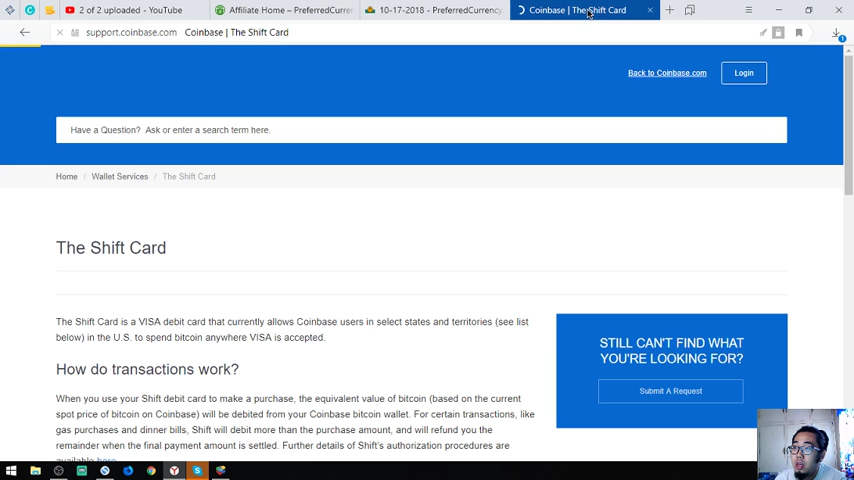 2 of 2 uploaded - YouTube
Affiliate Home – PreferredCurre
10-17-2018 - PreferredCurrency
Coinbase | The Shift Card
support.coinbase.com Coinbase | The Shift Card
Back to Coinbase.com
Login
Have a Question? Ask or enter a search term here.
Home / Wallet Services / The Shift Card
The Shift Card
The Shift Card is a VISA debit card that currently allows Coinbase users in select states and territories (see list
below) in the U.S. to spend bitcoin anywhere VISA is accepted.
How do transactions work?
When you use your Shift debit card to make a purchase, the equivalent value of bitcoin (based on the current
spot price of bitcoin on Coinbase) will be debited from your Coinbase bitcoin wallet. For certain transactions, like
gas purchases and dinner bills, Shift will debit more than the purchase amount, and will refund you the
remainder when the final payment amount is settled. Further details of Shift's authorization procedures are
available here
STILL CAN'T FIND WHAT
YOU'RE LOOKING FOR?
Submit A Request